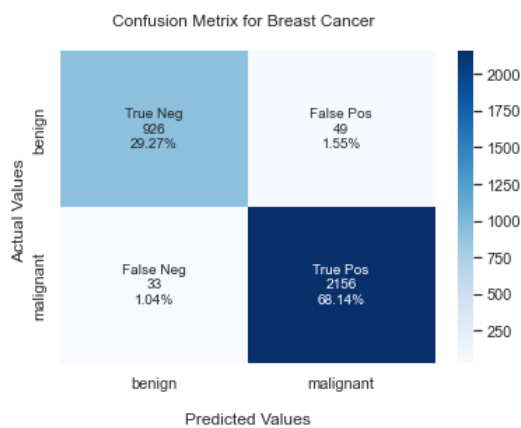 Confusion Metrix for Breast Cancer
True Neg
926
29.27%
False Pos
49
1.55%
False Neg
33
1.04%
True Pos
2156
68.14%
benign
malignant
Actual Values
benign
malignant
Predicted Values
2000
1750
1500
1250
1000
750
500
250